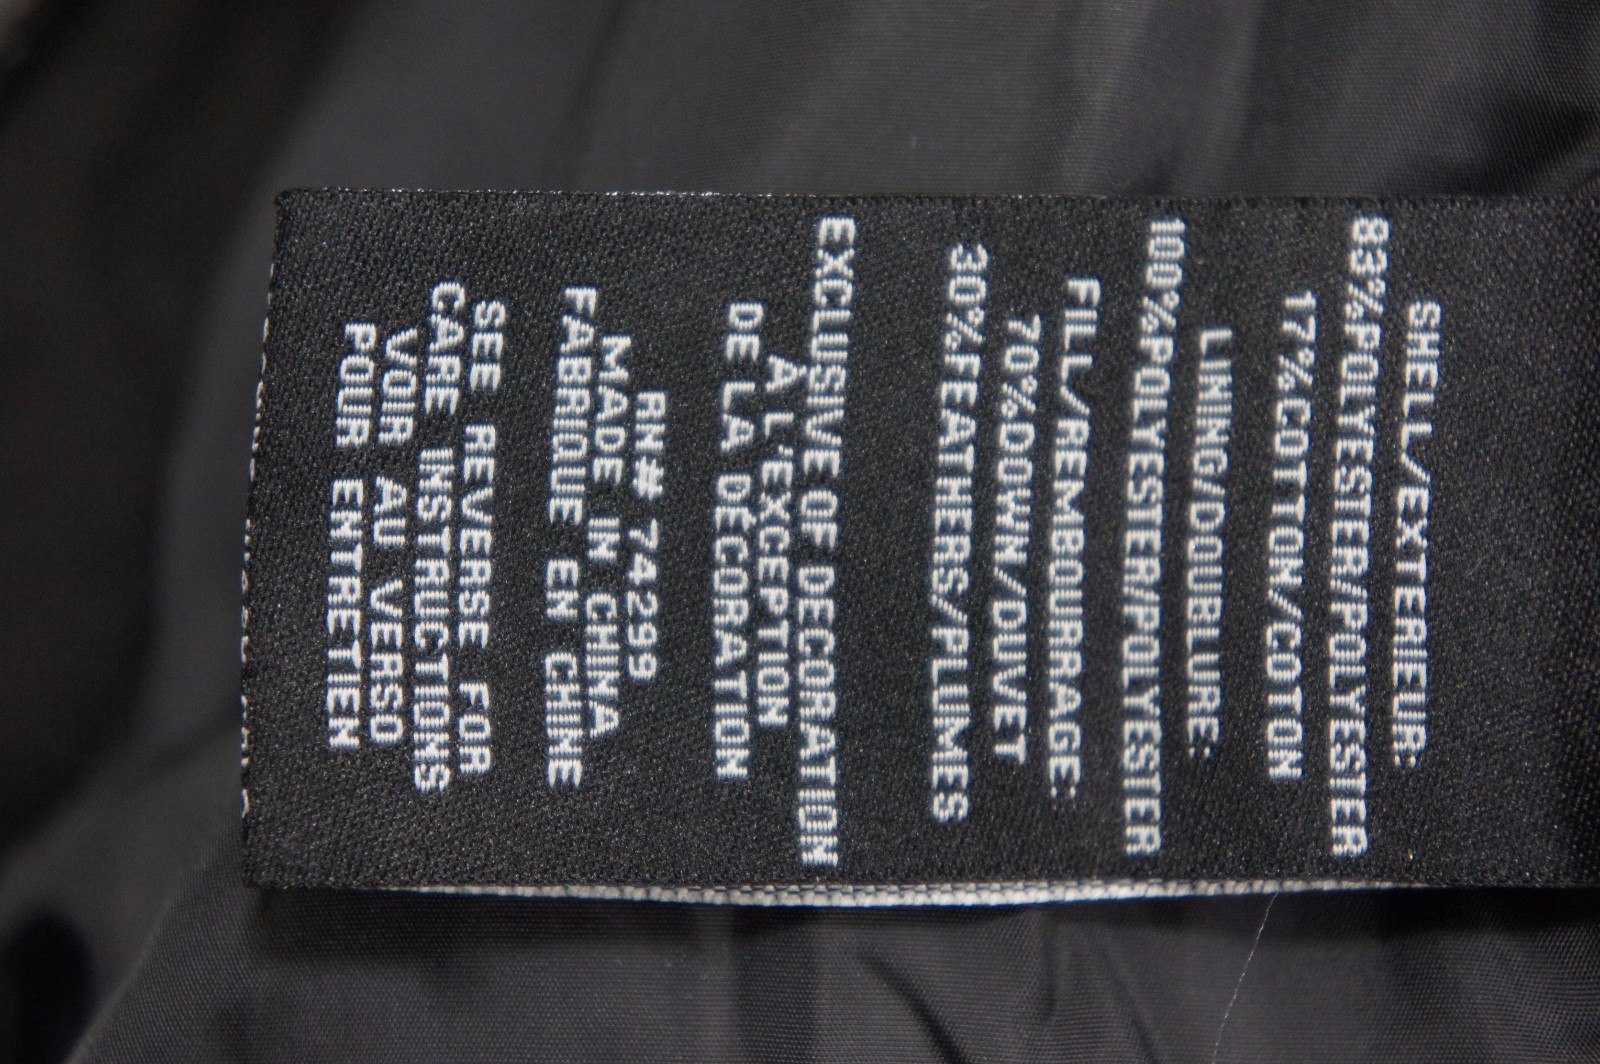 SHELL/EXTERIEUR:
83%POLYESTER/POLYESTER
17%COTTON/COTON
LINING/DOUBLURE:
100%POLYESTER/POLYESTER
FILL/REMBOURRAGE:
70%DOWN/DUVET
30%FEATHERS/PLUMES
EXCLUSIVE OF DECORATION
À L'EXCEPTION
DE LA DÉCORATION
RN# 74299
MADE IN CHINA
FABRIQUE EN CHINE
SEE REVERSE FOR
CARE INSTRUCTIONS
VOIR AU VERSO
POUR ENTRETIEN